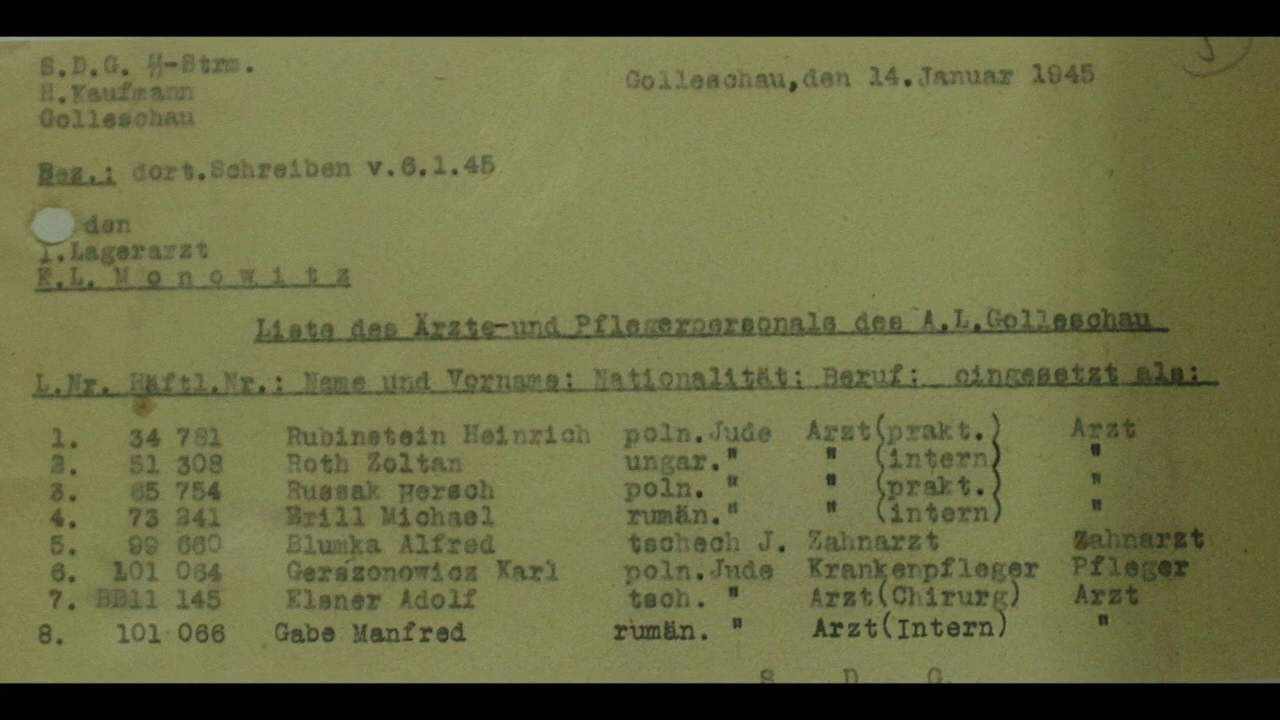 S.D.G. ᛋᛋ-Strm.
H.Kaufmann
Golleschau
Golleschau,den 14.Januar 1945
Bez.: dort.Schreiben v.6.1.45
den
1.Lagerarzt
K.L. M o n o w i t z
Liste des Ärzte-und Pflegerpersonals des A.L.Golleschau
L.Nr. Häftl.Nr.: Name und Vorname: Nationalität: Beruf: eingesetzt als:
1. 34 781 Rubinstein Heinrich poln.Jude Arzt(prakt.) Arzt
2. 51 308 Roth Zoltan ungar." " (intern) "
3. 65 754 Russak Hersch poln. " " (prakt.) "
4. 73 241 Brill Michael rumän." " (intern) "
5. 99 660 Blumka Alfred tschech J. Zahnarzt Zahnarzt
6. 101 064 Gerszonowicz Karl poln.Jude Krankenpfleger Pfleger
7. BB11 145 Elsner Adolf tsch. " Arzt(Chirurg) Arzt
8. 101 066 Gabe Manfred rumän. " Arzt(Intern) "
S. D. G.